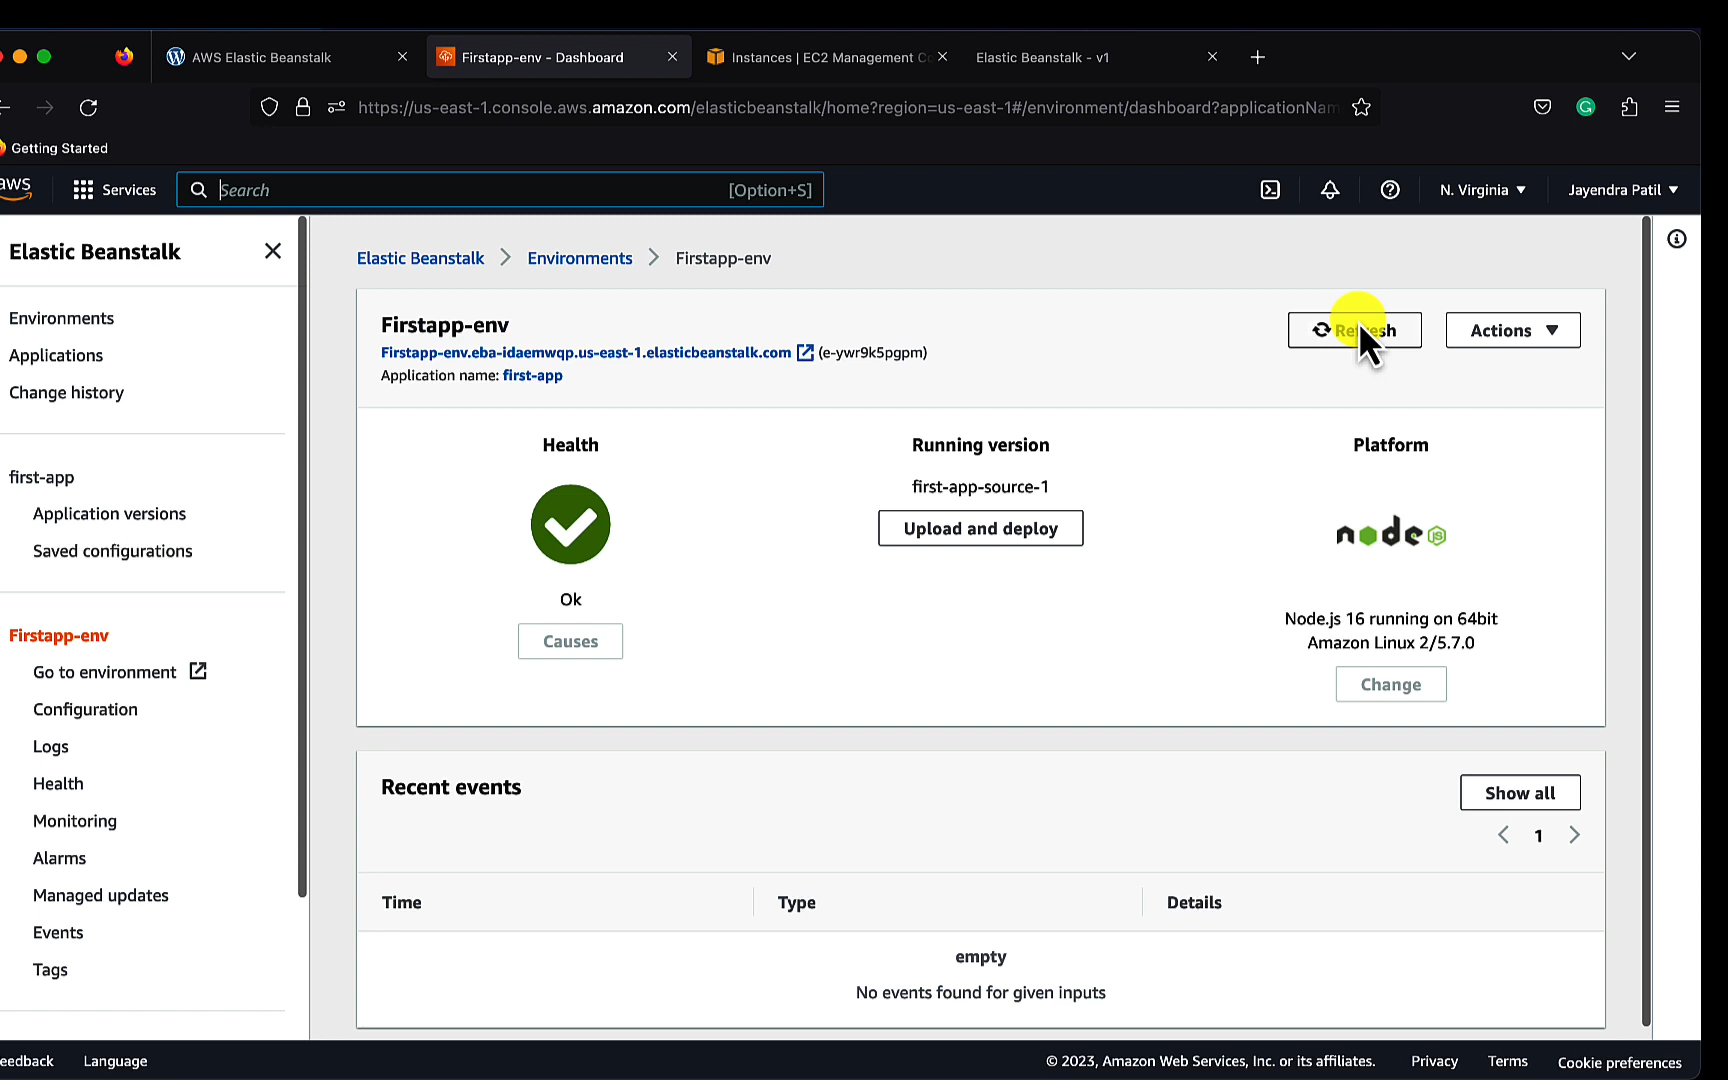 AWS Elastic Beanstalk
Firstapp-env - Dashboard
Instances | EC2 Management Co
Elastic Beanstalk - v1
https://us-east-1.console.aws.amazon.com/elasticbeanstalk/home?region=us-east-1#/environment/dashboard?applicationNam
Getting Started
aws
Services
Search
[Option+S]
N. Virginia
Jayendra Patil
Elastic Beanstalk
Environments
Applications
Change history
first-app
Application versions
Saved configurations
Firstapp-env
Go to environment
Configuration
Logs
Health
Monitoring
Alarms
Managed updates
Events
Tags
Elastic Beanstalk > Environments > Firstapp-env
Firstapp-env
Firstapp-env.eba-idaemwqp.us-east-1.elasticbeanstalk.com (e-ywr9k5pgpm)
Application name: first-app
Refresh
Actions
Health
Ok
Causes
Running version
first-app-source-1
Upload and deploy
Platform
node
JS
Node.js 16 running on 64bit
Amazon Linux 2/5.7.0
Change
Recent events
Show all
1
Time
Type
Details
empty
No events found for given inputs
eedback
Language
© 2023, Amazon Web Services, Inc. or its affiliates.
Privacy
Terms
Cookie preferences